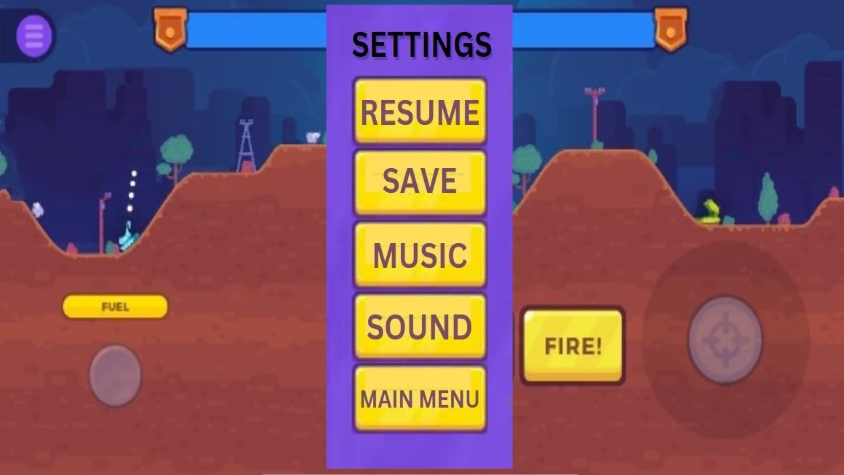 SETTINGS
RESUME
SAVE
MUSIC
SOUND
MAIN MENU
FUEL
FIRE!